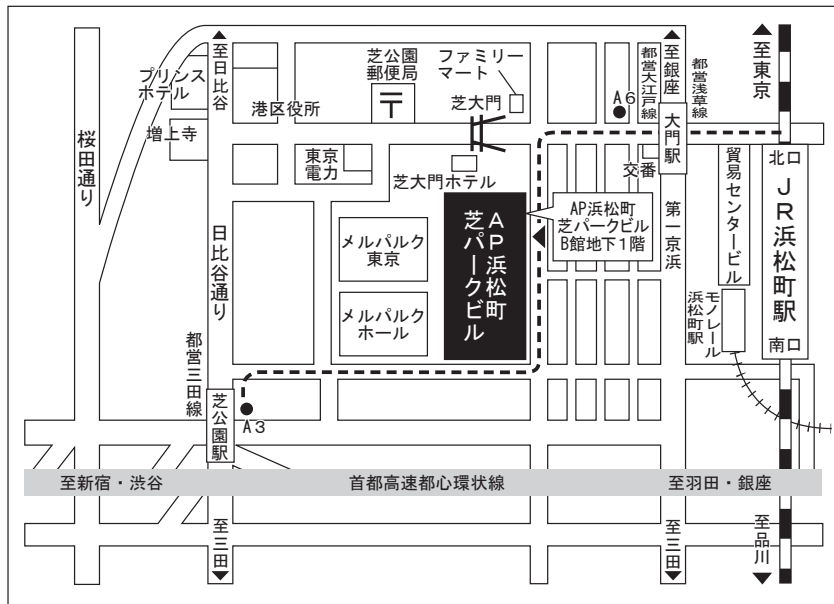 至日比谷
プリンス
ホテル
増上寺
桜田通り
港区役所
芝公園
郵便局
ファミリー
マート
芝大門
芝大門ホテル
東京
電力
A6
都営大江戸線
至銀座
都営浅草線
大門駅
交番
至東京
北口
JR浜松町駅
南口
貿易センタービル
モノレール
浜松町駅
第一京浜
AP浜松町
芝パークビル
B館地下1階
AP浜松町
芝パークビル
メルパルク
東京
メルパルク
ホール
日比谷通り
都営三田線
芝公園駅
A3
至新宿・渋谷
首都高速都心環状線
至羽田・銀座
至三田
至三田
至品川